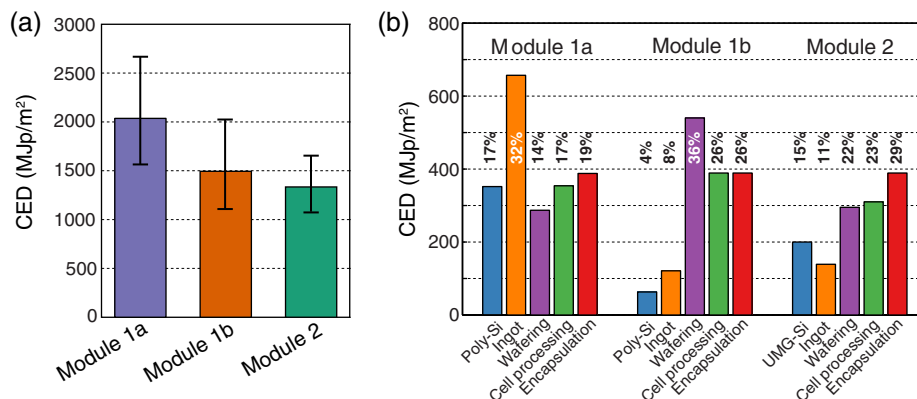 (a)
CED (MJp/m²)
3000
2500
2000
1500
1000
500
0
Module 1a
Module 1b
Module 2
(b)
CED (MJp/m²)
800
600
400
200
0
Module 1a
Module 1b
Module 2
17%
32%
14%
17%
19%
4%
8%
36%
26%
26%
15%
11%
22%
23%
29%
Poly-Si
Ingot
Wafering
Cell processing
Encapsulation
Poly-Si
Ingot
Wafering
Cell processing
Encapsulation
UMG-Si
Ingot
Wafering
Cell processing
Encapsulation